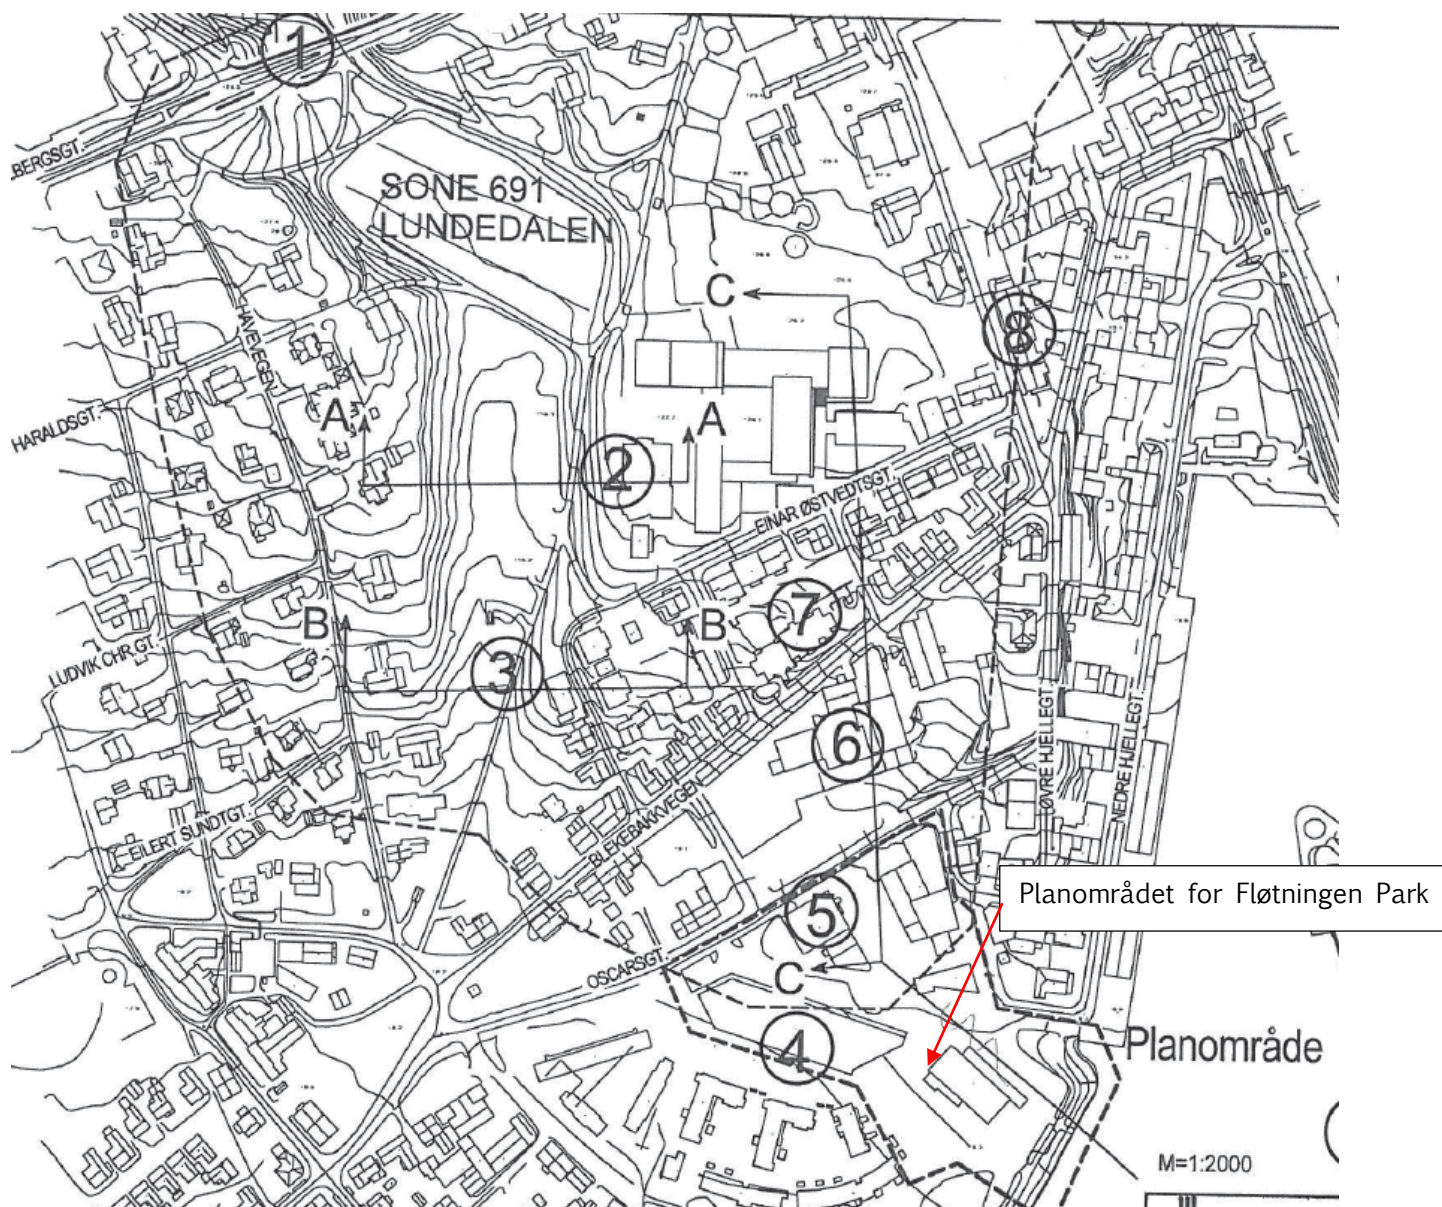 1
BERGSGT.
SONE 691
LUNDEDALEN
C
8
HAVEVEGEN
HARALDSGT.
A
A
2
EINAR ØSTVEDTSGT.
7
B
B
LUDVIK CHR.GT.
3
6
ØVRE HJELLEGT.
NEDRE HJELLEGT.
EILERT SUNDTGT.
BLEKEBAKKVEGEN
Planområdet for Fløtningen Park
5
OSCARSGT.
C
4
Planområde
M=1:2000